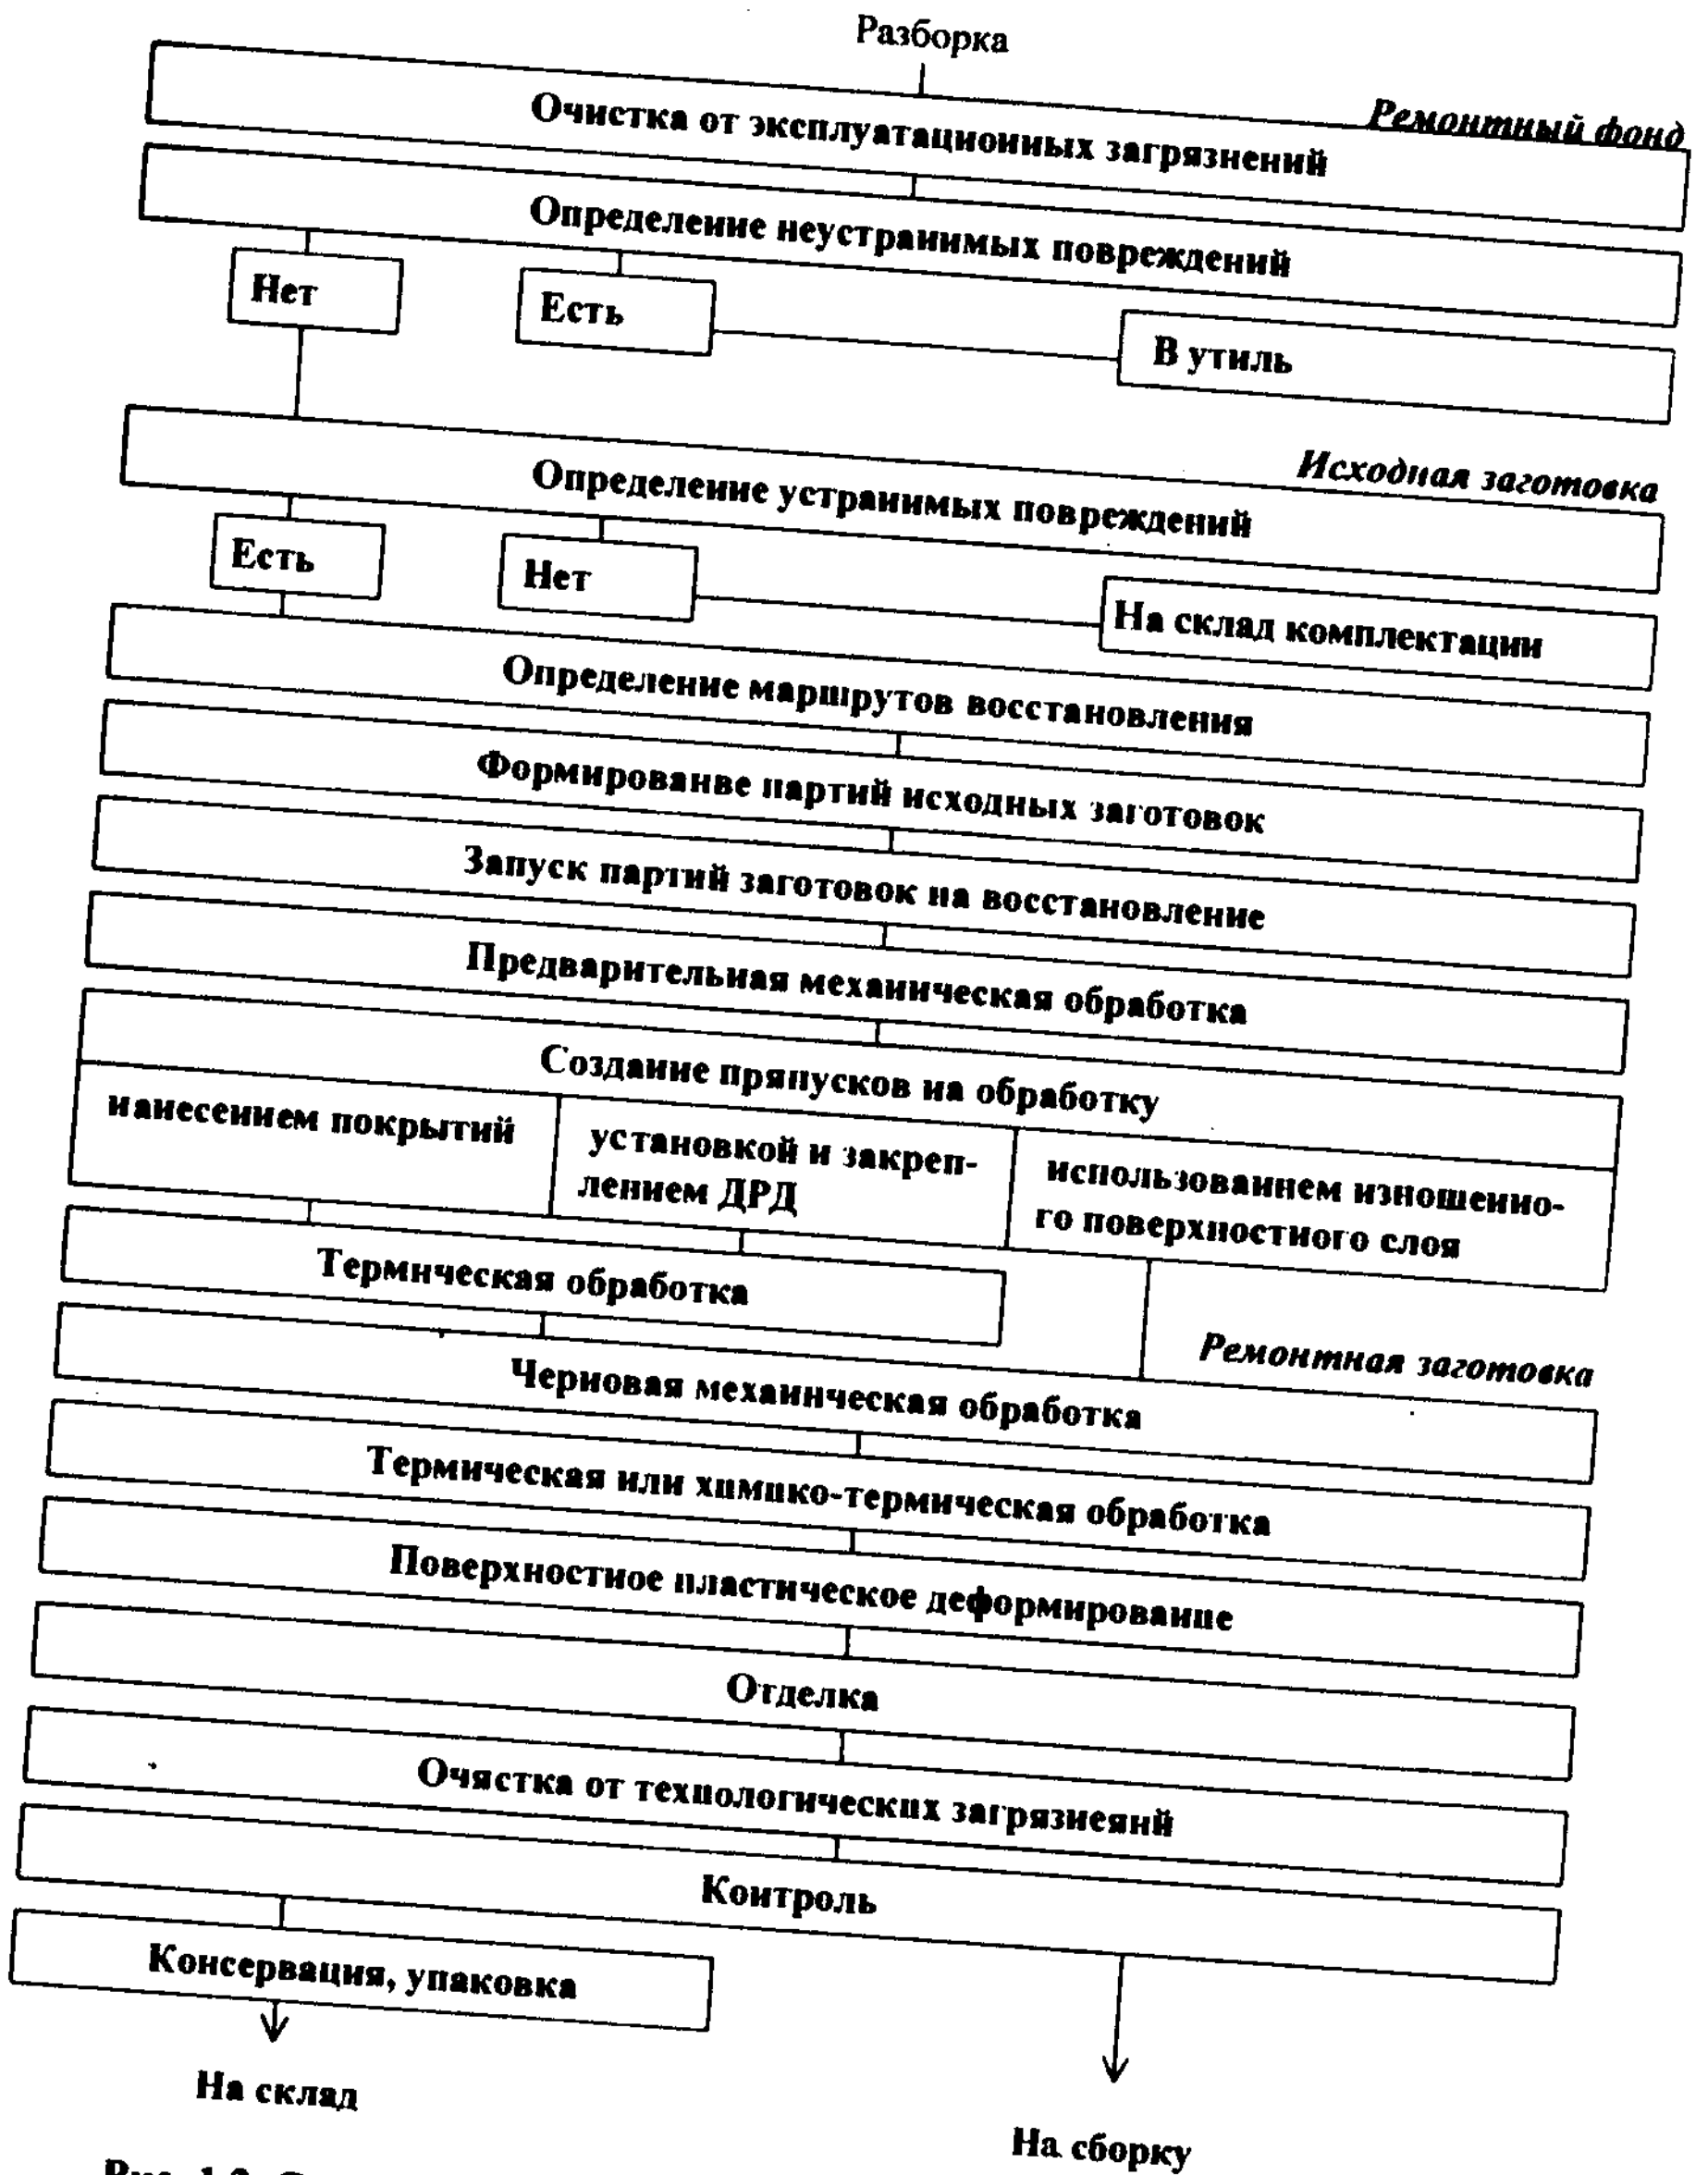 Разборка
Ремонтный фонд
Очистка от эксплуатационных загрязнений
Определение неустранимых повреждений
Нет
Есть
В утиль
Исходная заготовка
Определение устранимых повреждений
Есть
Нет
На склад комплектации
Определение маршрутов восстановления
Формированве партий исходных заготовок
Запуск партий заготовок на восстановление
Предварительная механическая обработка
Создание пряпусков на обработку
нанесением покрытий
установкой и закреп-
лением ДРД
использованием изношенно-
го поверхностного слоя
Термическая обработка
Ремонтная заготовка
Черновая механическая обработка
Термическая или химико-термическая обработка
Поверхностное пластическое деформирование
Отделка
Очястка от технологических загрязнеянй
Контроль
Консервация, упаковка
На склад
На сборку